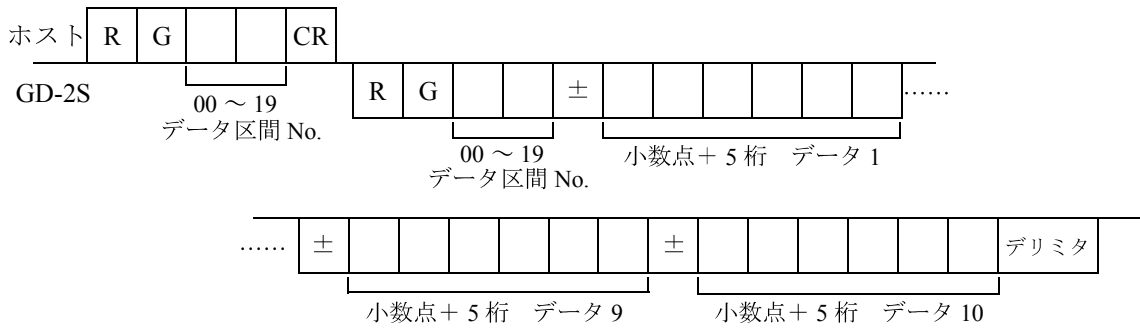 ホスト R G CR
GD-2S R G ± ……
00 ~ 19
データ区間 No.
00 ~ 19
データ区間 No.
小数点+ 5 桁 データ 1
…… ± ± デリミタ
小数点+ 5 桁 データ 9 小数点+ 5 桁 データ 10